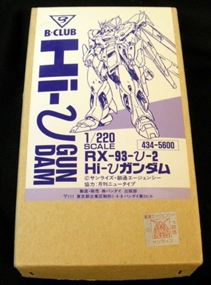 B-CLUB
Hi-ν GUN
DAM
1/220
SCALE
434-5600
RX-93-ν-2
Hi-νガンダム
©サンライズ・創通エージェンシー
協力:月刊ニュータイプ